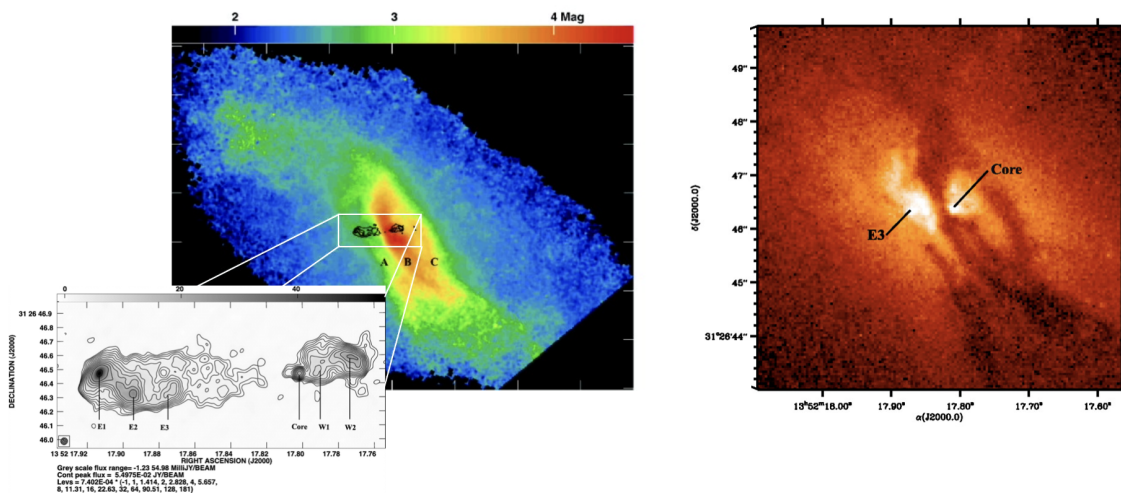 2 3 4 Mag
A B C
0 20 40
31 26 46.9
46.8
46.7
46.6
46.5
46.4
46.3
46.2
46.1
46.0
DECLINATION (J2000)
E1 E2 E3 Core W1 W2
13 52 17.92 17.90 17.88 17.86 17.84 17.82 17.80 17.78 17.76
RIGHT ASCENSION (J2000)
Grey scale flux range= -1.23 54.98 MilliJY/BEAM
Cont peak flux = 5.4975E-02 JY/BEAM
Levs = 7.402E-04 * (-1, 1, 1.414, 2, 2.828, 4, 5.657,
8, 11.31, 16, 22.63, 32, 64, 90.51, 128, 181)
49"
48"
47"
46"
45"
31°26'44"
δ(J2000.0)
Core
E3
13ʰ52ᵐ18.00ˢ 17.90ˢ 17.80ˢ 17.70ˢ 17.60ˢ
α(J2000.0)